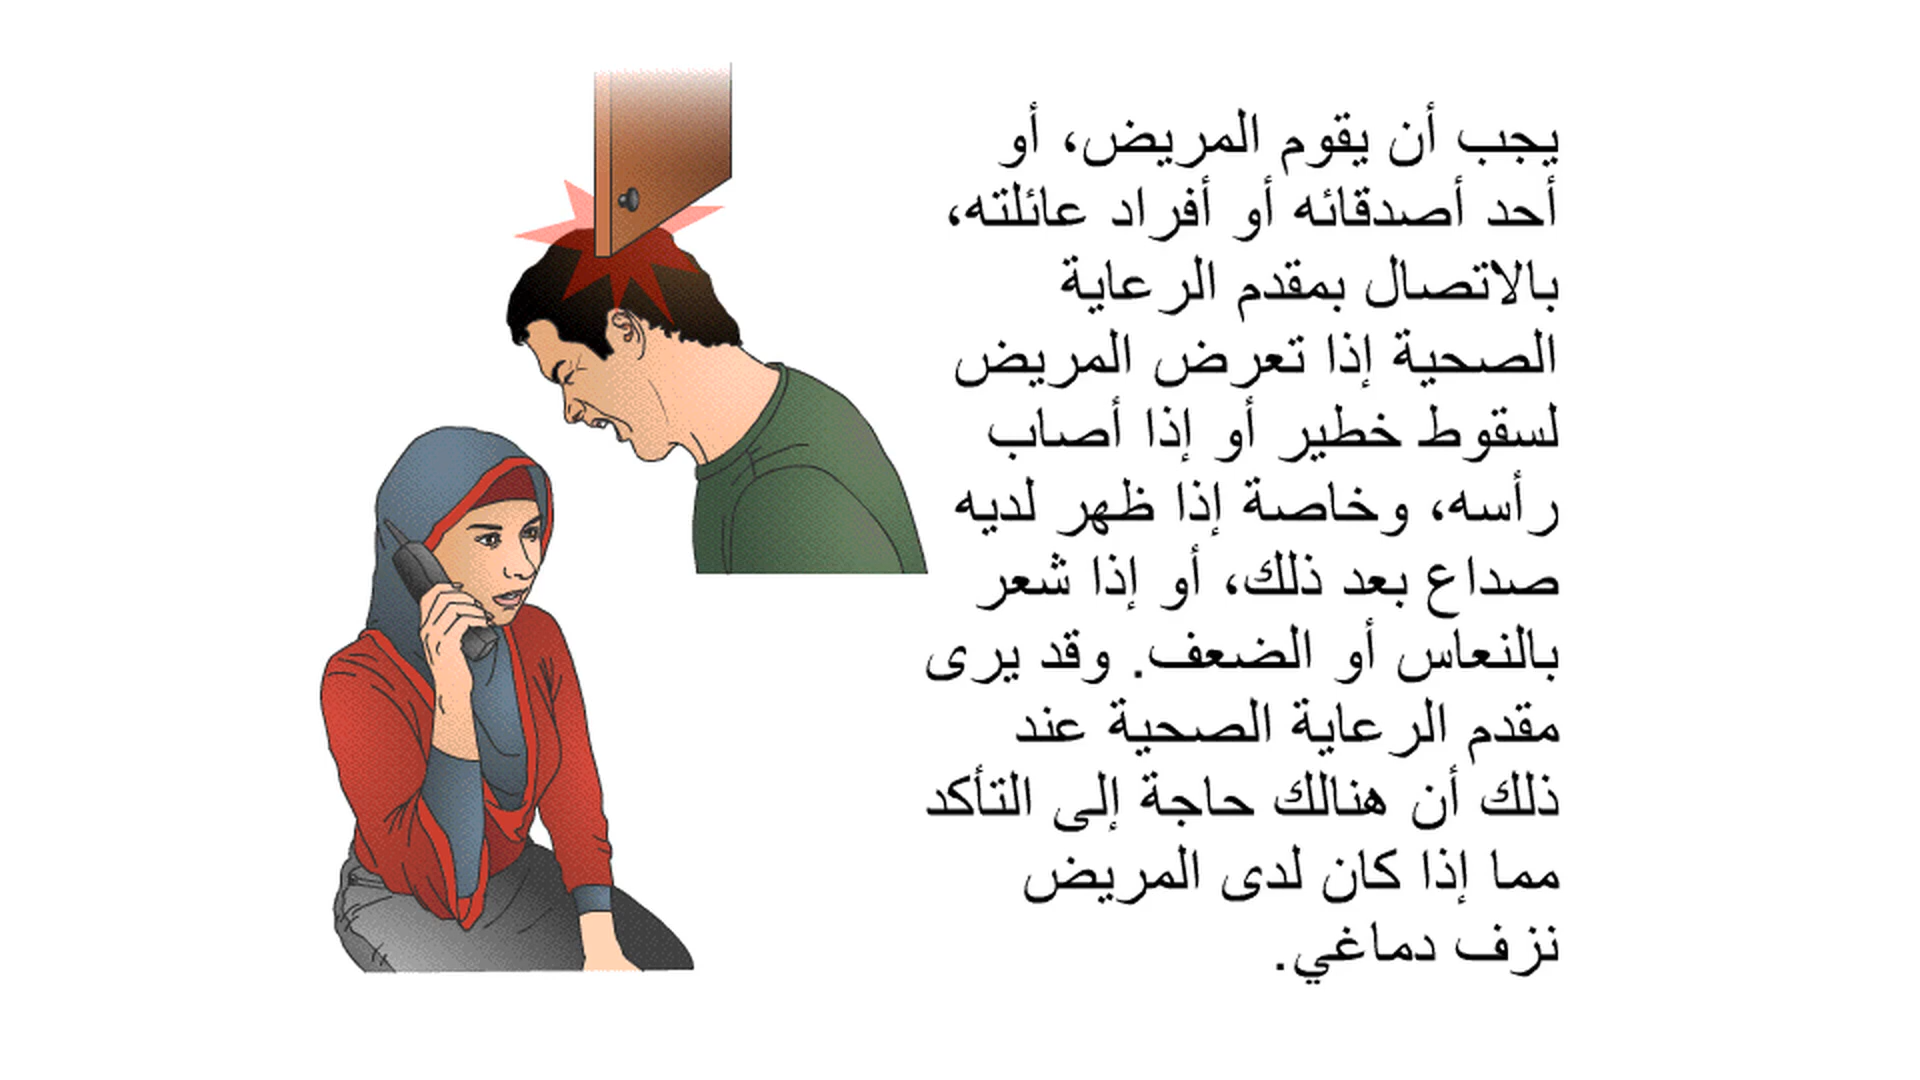 يجب أن يقوم المريض، أو
أحد أصدقائه أو أفراد عائلته،
بالاتصال بمقدم الرعاية
الصحية إذا تعرض المريض
لسقوط خطير أو إذا أصاب
رأسه، وخاصة إذا ظهر لديه
صداع بعد ذلك، أو إذا شعر
بالنعاس أو الضعف. وقد يرى
مقدم الرعاية الصحية عند
ذلك أن هنالك حاجة إلى التأكد
مما إذا كان لدى المريض
نزف دماغي.